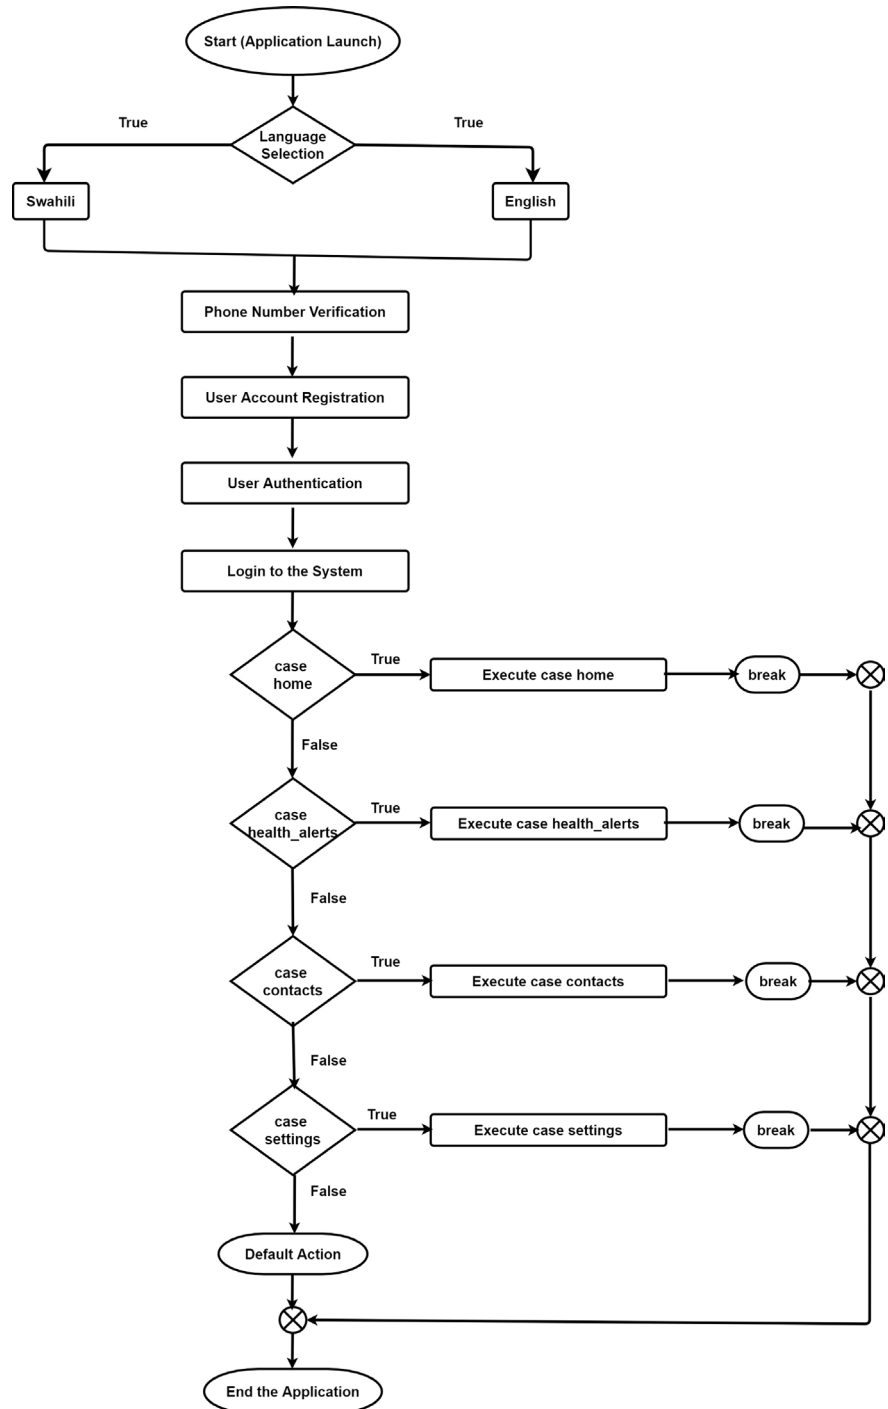 Start (Application Launch)
True
True
Language
Selection
Swahili
English
Phone Number Verification
User Account Registration
User Authentication
Login to the System
case
home
True
Execute case home
break
False
case
health_alerts
True
Execute case health_alerts
break
False
case
contacts
True
Execute case contacts
break
False
case
settings
True
Execute case settings
break
False
Default Action
End the Application